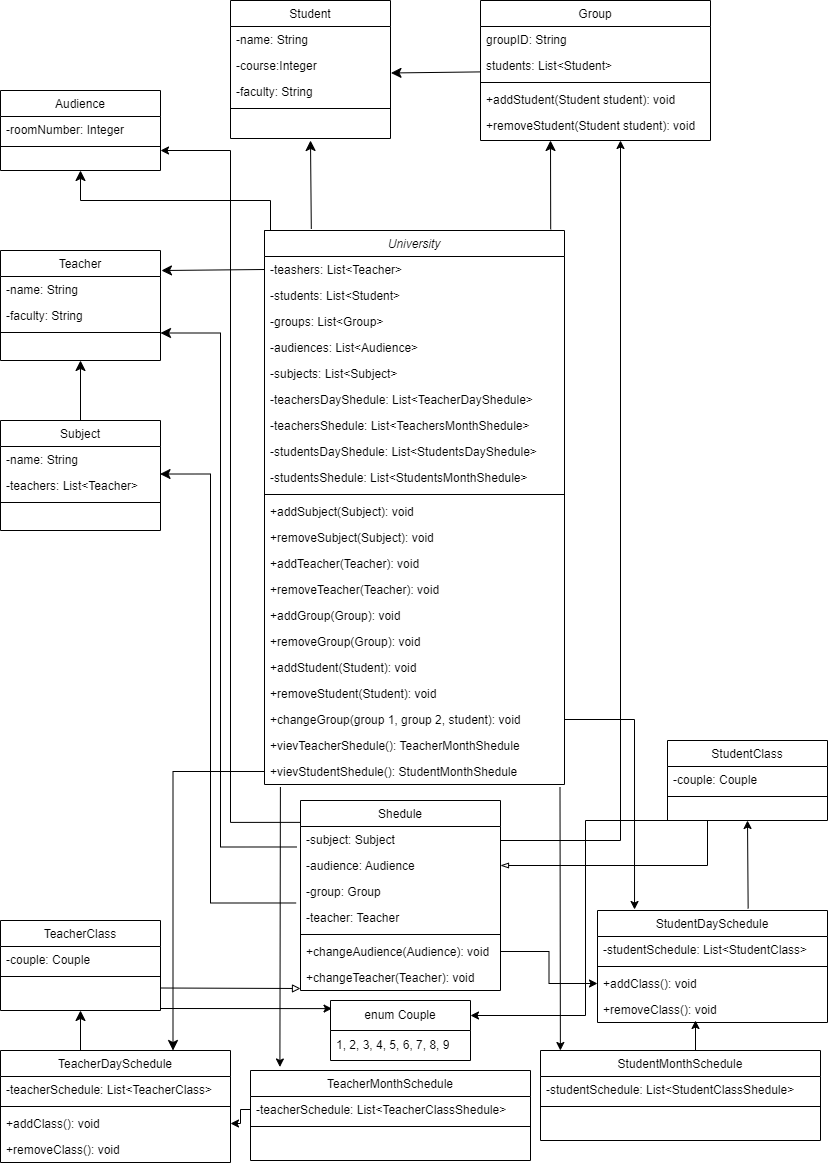 Student
-name: String
-course:Integer
-faculty: String
Group
groupID: String
students: List<Student>
+addStudent(Student student): void
+removeStudent(Student student): void
Audience
-roomNumber: Integer
Teacher
-name: String
-faculty: String
Subject
-name: String
-teachers: List<Teacher>
University
-teashers: List<Teacher>
-students: List<Student>
-groups: List<Group>
-audiences: List<Audience>
-subjects: List<Subject>
-teachersDayShedule: List<TeacherDayShedule>
-teachersShedule: List<TeachersMonthShedule>
-studentsDayShedule: List<StudentsDayShedule>
-studentsShedule: List<StudentsMonthShedule>
+addSubject(Subject): void
+removeSubject(Subject): void
+addTeacher(Teacher): void
+removeTeacher(Teacher): void
+addGroup(Group): void
+removeGroup(Group): void
+addStudent(Student): void
+removeStudent(Student): void
+changeGroup(group 1, group 2, student): void
+vievTeacherShedule(): TeacherMonthShedule
+vievStudentShedule(): StudentMonthShedule
StudentClass
-couple: Couple
Shedule
-subject: Subject
-audience: Audience
-group: Group
-teacher: Teacher
+changeAudience(Audience): void
+changeTeacher(Teacher): void
TeacherClass
-couple: Couple
StudentDaySchedule
-studentSchedule: List<StudentClass>
+addClass(): void
+removeClass(): void
enum Couple
1, 2, 3, 4, 5, 6, 7, 8, 9
TeacherDaySchedule
-teacherSchedule: List<TeacherClass>
+addClass(): void
+removeClass(): void
TeacherMonthSchedule
-teacherSchedule: List<TeacherClassShedule>
StudentMonthSchedule
-studentSchedule: List<StudentClassShedule>